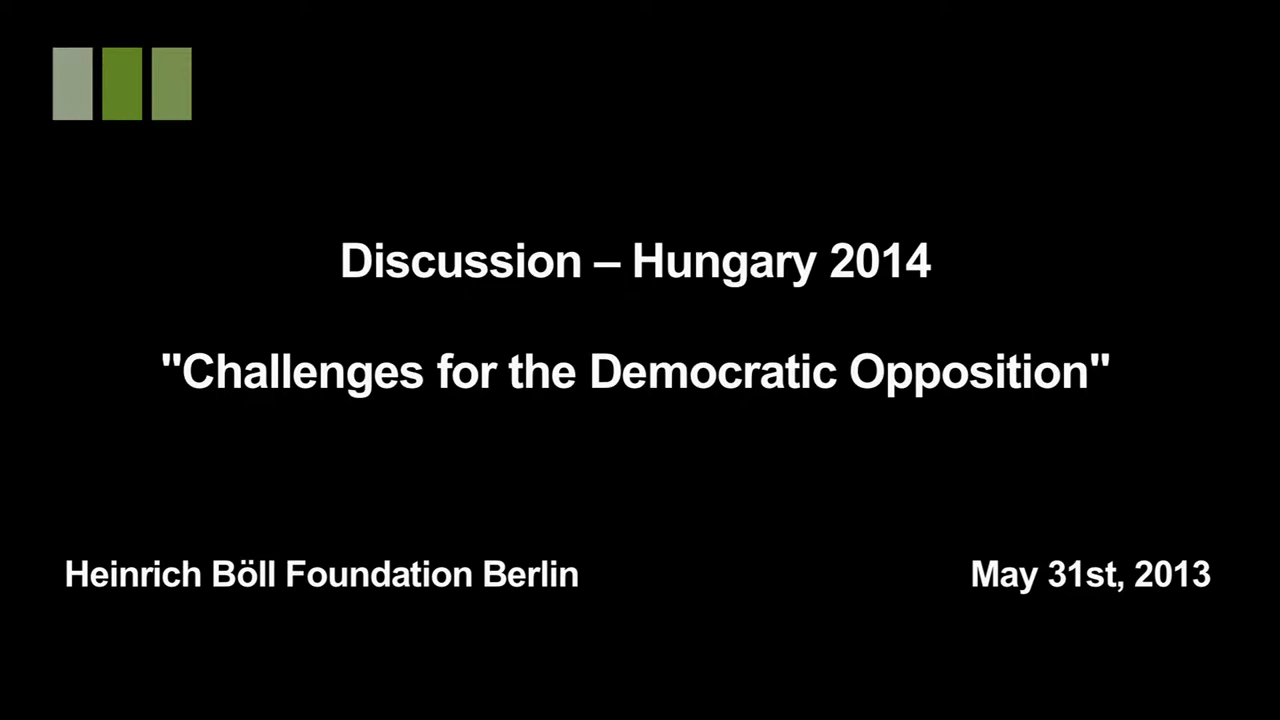 Discussion – Hungary 2014
"Challenges for the Democratic Opposition"
Heinrich Böll Foundation Berlin
May 31st, 2013